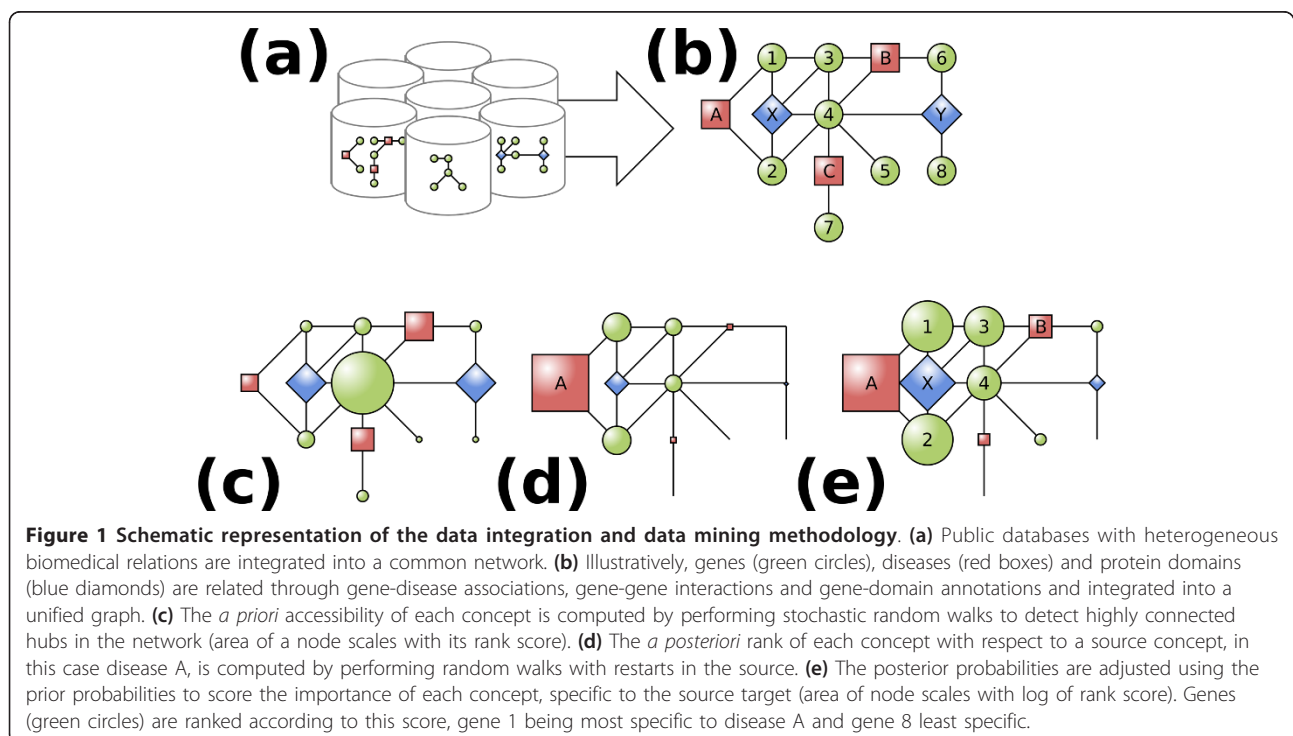 (a)
(b)
1 3 B 6
A X 4 Y
2 C 5 8
7
(c)
(d)
A
(e)
1 3 B
A X 4
2
Figure 1 Schematic representation of the data integration and data mining methodology. (a) Public databases with heterogeneous
biomedical relations are integrated into a common network. (b) Illustratively, genes (green circles), diseases (red boxes) and protein domains
(blue diamonds) are related through gene-disease associations, gene-gene interactions and gene-domain annotations and integrated into a
unified graph. (c) The a priori accessibility of each concept is computed by performing stochastic random walks to detect highly connected
hubs in the network (area of a node scales with its rank score). (d) The a posteriori rank of each concept with respect to a source concept, in
this case disease A, is computed by performing random walks with restarts in the source. (e) The posterior probabilities are adjusted using the
prior probabilities to score the importance of each concept, specific to the source target (area of node scales with log of rank score). Genes
(green circles) are ranked according to this score, gene 1 being most specific to disease A and gene 8 least specific.